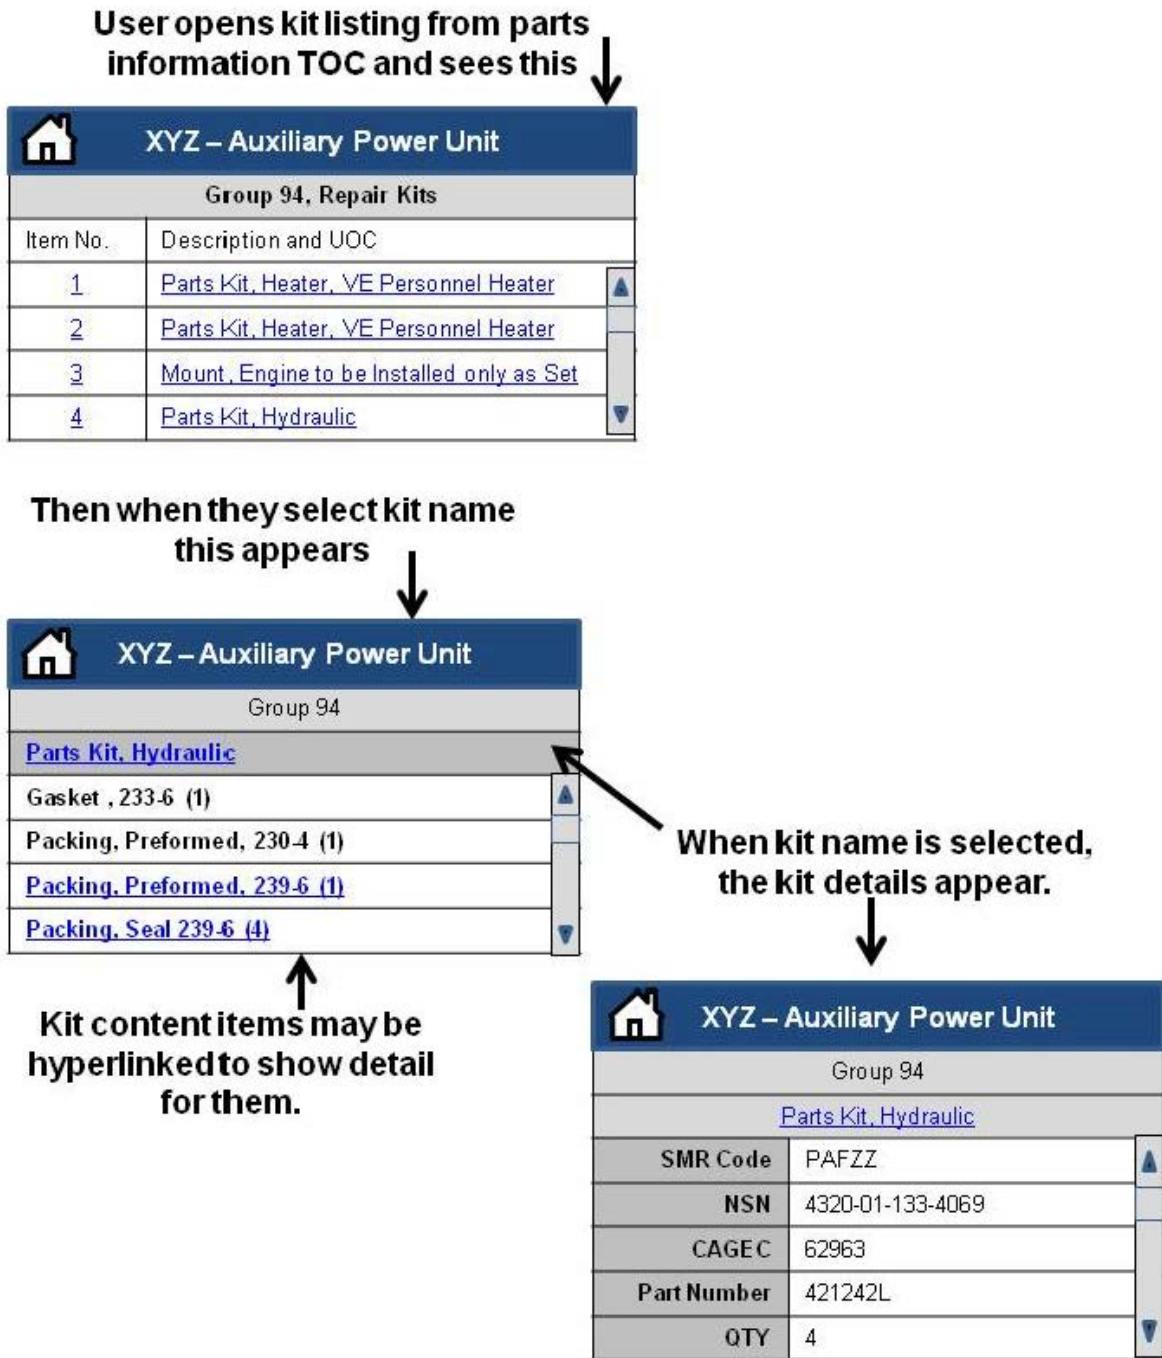 User opens kit listing from parts
information TOC and sees this
XYZ – Auxiliary Power Unit
Group 94, Repair Kits
Item No. Description and UOC
1 Parts Kit, Heater, VE Personnel Heater
2 Parts Kit, Heater, VE Personnel Heater
3 Mount, Engine to be Installed only as Set
4 Parts Kit, Hydraulic
Then when they select kit name
this appears
XYZ – Auxiliary Power Unit
Group 94
Parts Kit, Hydraulic
Gasket , 233-6 (1)
Packing, Preformed, 230-4 (1)
Packing, Preformed, 239-6 (1)
Packing, Seal 239-6 (4)
When kit name is selected,
the kit details appear.
Kit content items may be
hyperlinked to show detail
for them.
XYZ – Auxiliary Power Unit
Group 94
Parts Kit, Hydraulic
SMR Code PAFZZ
NSN 4320-01-133-4069
CAGEC 62963
Part Number 421242L
QTY 4